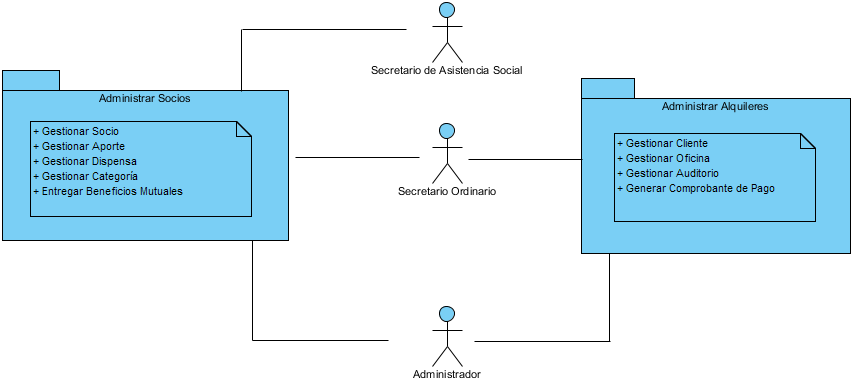 Secretario de Asistencia Social
Administrar Socios
+ Gestionar Socio
+ Gestionar Aporte
+ Gestionar Dispensa
+ Gestionar Categoría
+ Entregar Beneficios Mutuales
Secretario Ordinario
Administrar Alquileres
+ Gestionar Cliente
+ Gestionar Oficina
+ Gestionar Auditorio
+ Generar Comprobante de Pago
Administrador